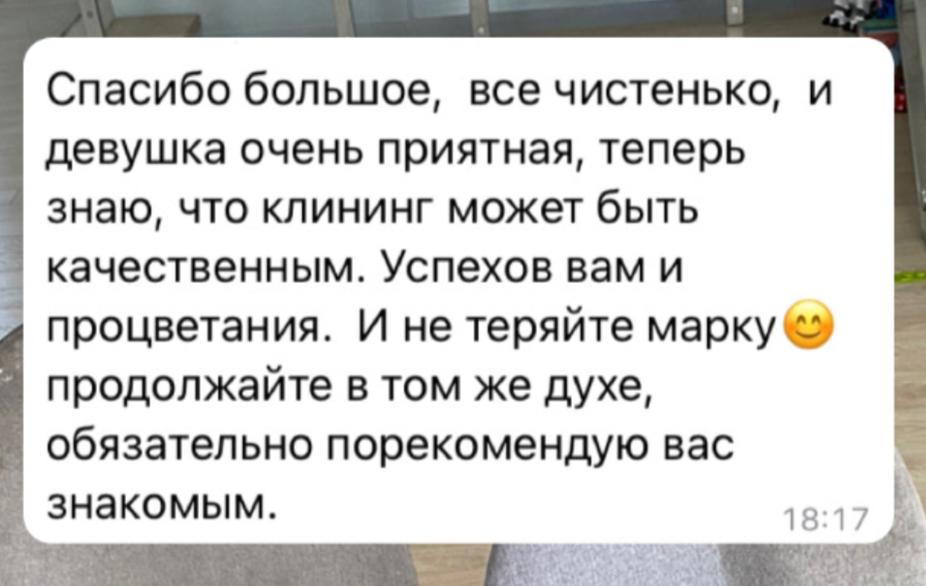 Спасибо большое,  все чистенько,  и
девушка очень приятная, теперь
знаю, что клининг может быть
качественным. Успехов вам и
процветания.  И не теряйте марку😊
продолжайте в том же духе,
обязательно порекомендую вас
знакомым.
18:17